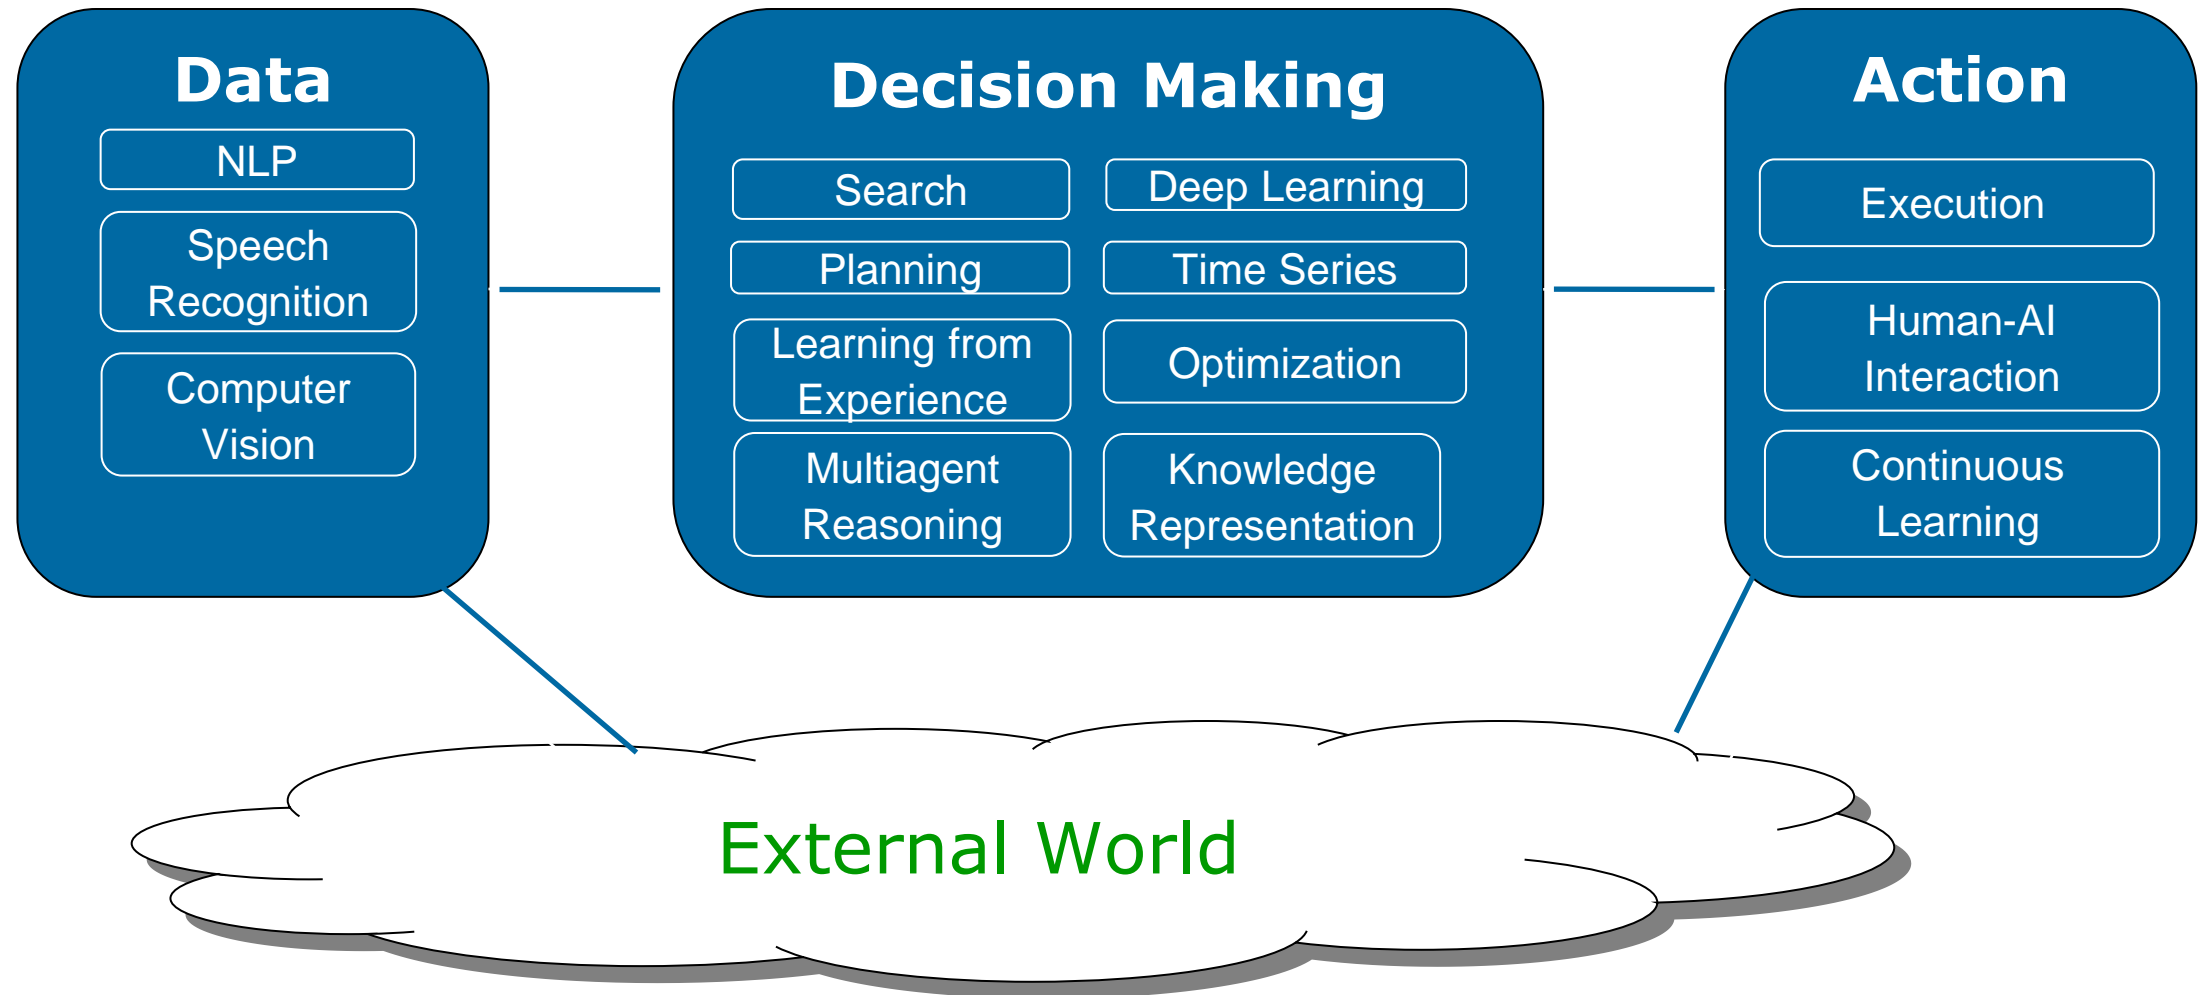 Data
NLP
Speech
Recognition
Computer
Vision
Decision Making
Search
Planning
Learning from
Experience
Multiagent
Reasoning
Deep Learning
Time Series
Optimization
Knowledge
Representation
Action
Execution
Human-AI
Interaction
Continuous
Learning
External World